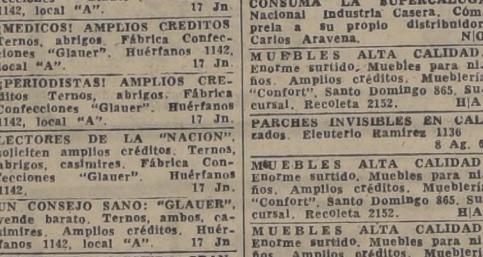 1142, local "A". 17 Jn.
¡MEDICOS! AMPLIOS CREDITOS
Ternos, abrigos. Fábrica Confec-
ciones "Glauer". Huérfanos 1142,
local "A". 17 Jn.
¡PERIODISTAS! AMPLIOS CRE-
ditos Ternos, abrigos. Fábrica
Confecciones "Glauer". Huérfanos
1142, local "A". 17 Jn.
LECTORES DE LA "NACION",
soliciten amplios créditos. Ternos,
abrigos, casimires. Fábrica Con-
fecciones "Glauer". Huérfanos
1142. 17 Jn.
UN CONSEJO SANO: "GLAUER",
vende barato. Ternos, ambos, ca-
simires. Amplios créditos. Huér-
fanos 1142, local "A". 17 Jn
CONSUMA LA
Nacional Industria Casera, Cóm-
prela a su propio distribuidor
Carlos Aravena. N|O
MUEBLES ALTA CALIDAD.
Enorme surtido. Muebles para ni-
ños. Amplios créditos. Mueblería
"Confort". Santo Domingo 865. Su-
cursal. Recoleta 2152. H|A
PARCHES INVISIBLES EN CAL-
zados. Eleuterio Ramírez 1136
8 Ag. 6
MUEBLES ALTA CALIDAD
Enorme surtido. Muebles para ni-
ños. Amplios créditos. Mueblería
"Confort". Santo Domingo 865, Su-
cursal. Recoleta 2152. H|A
MUEBLES ALTA CALIDAD
Enorme surtido. Muebles para ni-
ños. Amplios créditos. Mueblería